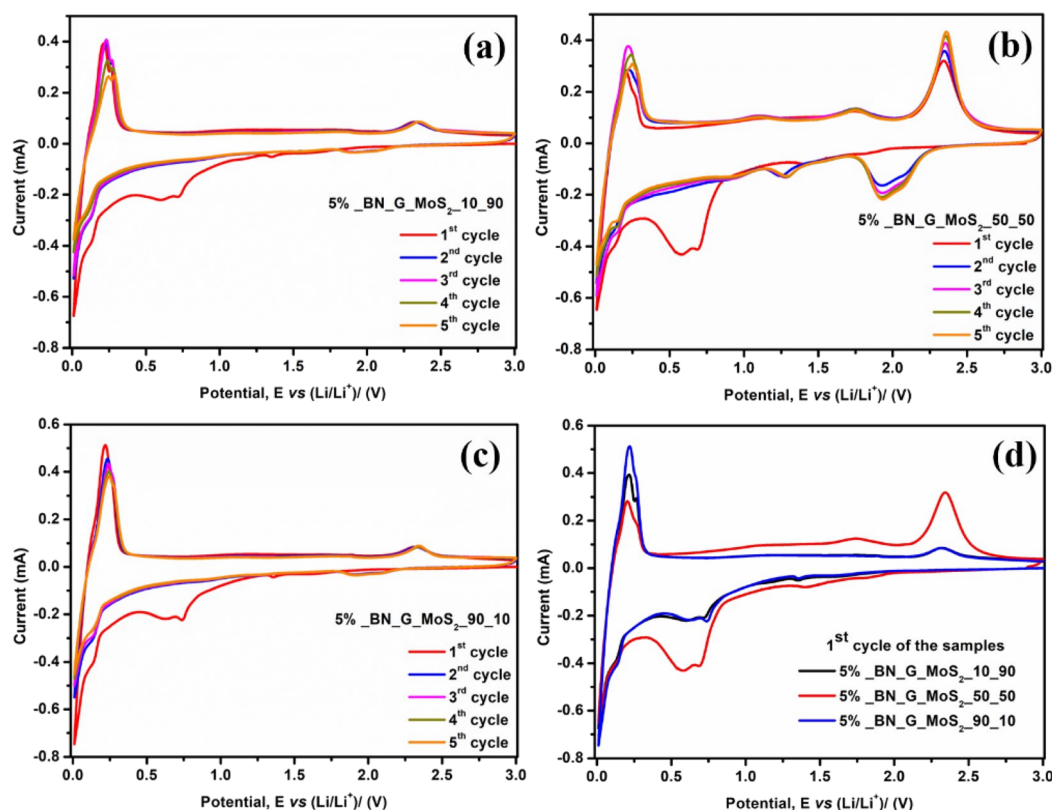 (a)
0.4
0.2
0.0
-0.2
-0.4
-0.6
-0.8
Current (mA)
5% _BN_G_MoS₂_10_90
1ˢᵗ cycle
2ⁿᵈ cycle
3ʳᵈ cycle
4ᵗʰ cycle
5ᵗʰ cycle
0.0 0.5 1.0 1.5 2.0 2.5 3.0
Potential, E vs (Li/Li⁺)/ (V)
(b)
0.4
0.2
0.0
-0.2
-0.4
-0.6
-0.8
Current (mA)
5% _BN_G_MoS₂_50_50
1ˢᵗ cycle
2ⁿᵈ cycle
3ʳᵈ cycle
4ᵗʰ cycle
5ᵗʰ cycle
0.0 0.5 1.0 1.5 2.0 2.5 3.0
Potential, E vs (Li/Li⁺)/ (V)
(c)
0.6
0.4
0.2
0.0
-0.2
-0.4
-0.6
-0.8
Current (mA)
5% _BN_G_MoS₂_90_10
1ˢᵗ cycle
2ⁿᵈ cycle
3ʳᵈ cycle
4ᵗʰ cycle
5ᵗʰ cycle
0.0 0.5 1.0 1.5 2.0 2.5 3.0
Potential, E vs (Li/Li⁺)/ (V)
(d)
0.6
0.4
0.2
0.0
-0.2
-0.4
-0.6
-0.8
Current (mA)
1ˢᵗ cycle of the samples
5% _BN_G_MoS₂_10_90
5% _BN_G_MoS₂_50_50
5% _BN_G_MoS₂_90_10
0.0 0.5 1.0 1.5 2.0 2.5 3.0
Potential, E vs (Li/Li⁺)/ (V)